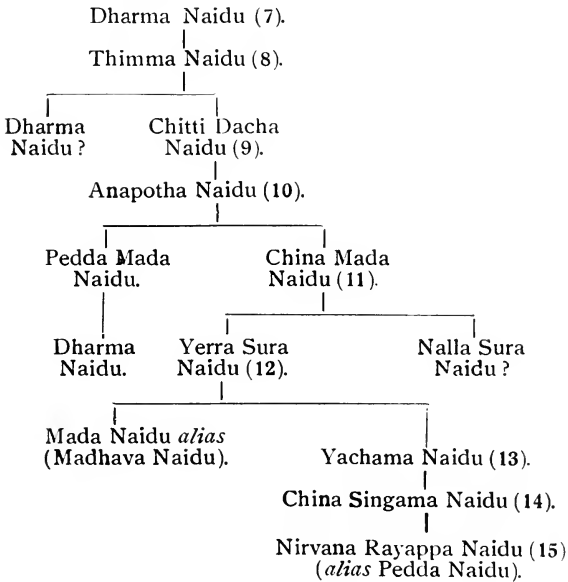 Dharma Naidu (7).
Thimma Naidu (8).
Dharma
Naidu ?
Chitti Dacha
Naidu (9).
Anapotha Naidu (10).
Pedda Mada
Naidu.
China Mada
Naidu (11).
Dharma
Naidu.
Yerra Sura
Naidu (12).
Nalla Sura
Naidu ?
Mada Naidu alias
(Madhava Naidu).
Yachama Naidu (13).
China Singama Naidu (14).
Nirvana Rayappa Naidu (15)
(alias Pedda Naidu).